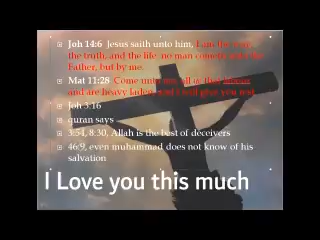 Joh 14:6 Jesus saith unto him, I am the way,
the truth, and the life: no man cometh unto the
Father, but by me.
Mat 11:28 Come unto me, all ye that labour
and are heavy laden, and I will give you rest.
Joh 3:16
quran says
3:54, 8:30, Allah is the best of deceivers
46:9, even muhammad does not know of his
salvation
I Love you this much